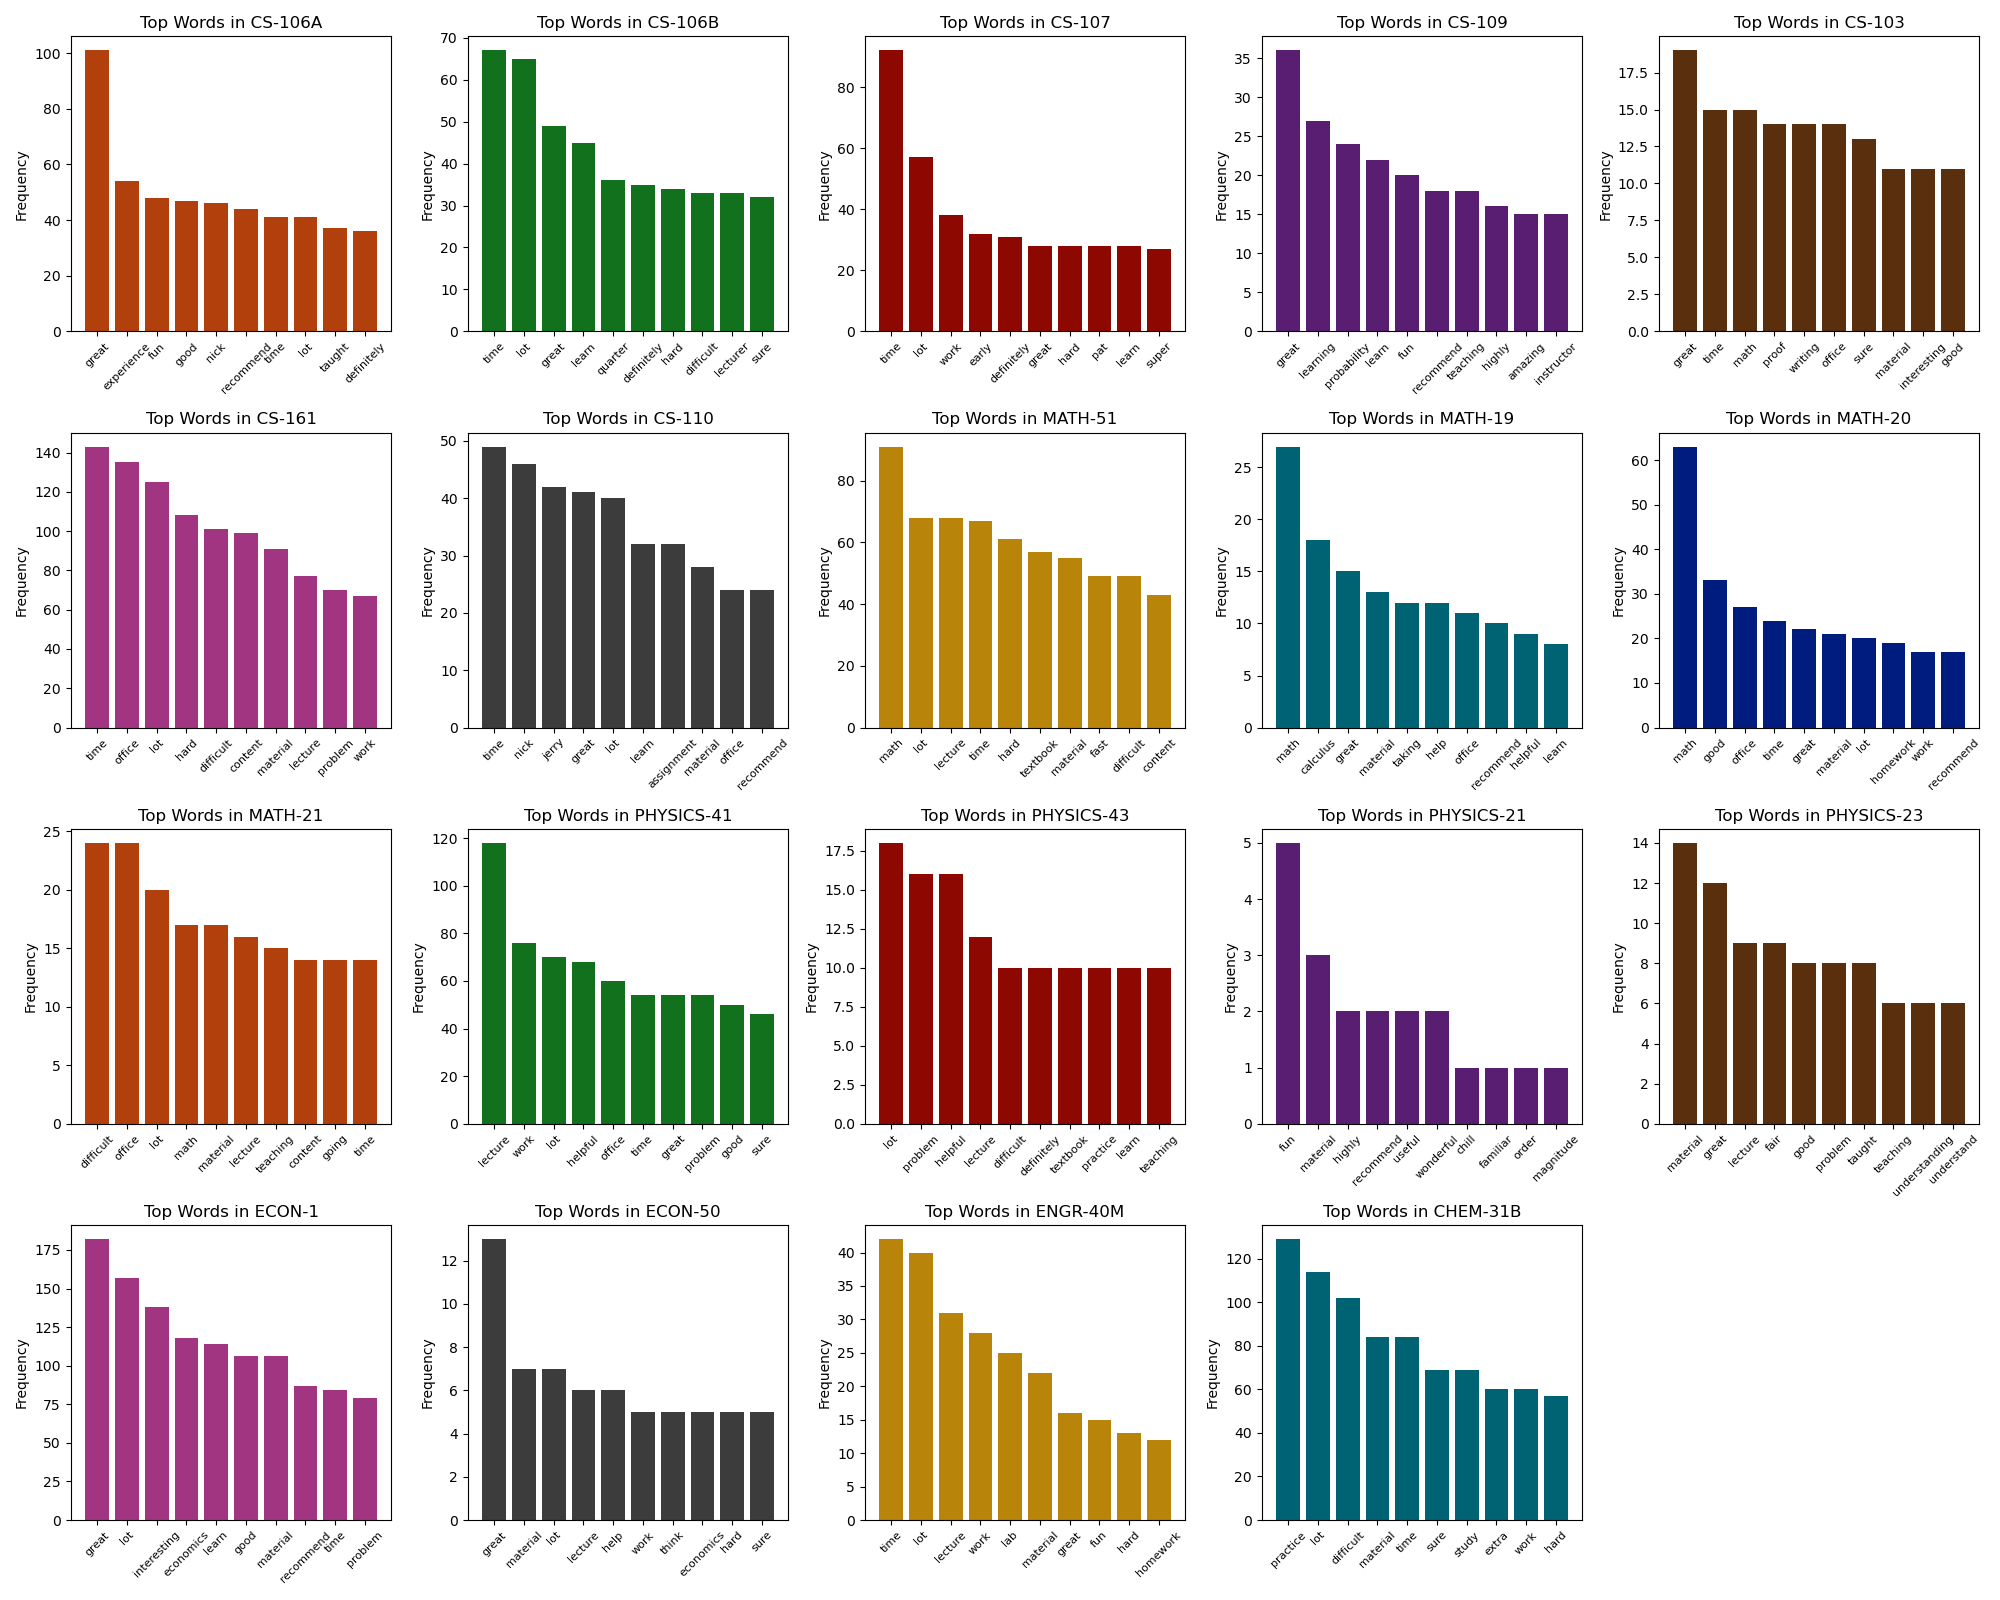 Top Words in CS-106A
Frequency
100
80
60
40
20
0
great experience fun good nick recommend time lot taught definitely
Top Words in CS-106B
Frequency
70
60
50
40
30
20
10
0
time lot great learn quarter definitely hard difficult lecturer sure
Top Words in CS-107
Frequency
80
60
40
20
0
time lot work early definitely great hard pat learn super
Top Words in CS-109
Frequency
35
30
25
20
15
10
5
0
great learning probability learn fun recommend teaching highly amazing instructor
Top Words in CS-103
Frequency
17.5
15.0
12.5
10.0
7.5
5.0
2.5
0.0
great time math proof writing office sure material interesting good
Top Words in CS-161
Frequency
140
120
100
80
60
40
20
0
time office lot hard difficult content material lecture problem work
Top Words in CS-110
Frequency
50
40
30
20
10
0
time nick jerry great lot learn assignment material office recommend
Top Words in MATH-51
Frequency
80
60
40
20
0
math lot lecture time hard textbook material fast difficult content
Top Words in MATH-19
Frequency
25
20
15
10
5
0
math calculus great material taking help office recommend helpful learn
Top Words in MATH-20
Frequency
60
50
40
30
20
10
0
math good office time great material lot homework work recommend
Top Words in MATH-21
Frequency
25
20
15
10
5
0
difficult office lot math material lecture teaching content going time
Top Words in PHYSICS-41
Frequency
120
100
80
60
40
20
0
lecture work lot helpful office time great problem good sure
Top Words in PHYSICS-43
Frequency
17.5
15.0
12.5
10.0
7.5
5.0
2.5
0.0
lot problem helpful lecture difficult definitely textbook practice learn teaching
Top Words in PHYSICS-21
Frequency
5
4
3
2
1
0
fun material highly recommend useful wonderful chill familiar order magnitude
Top Words in PHYSICS-23
Frequency
14
12
10
8
6
4
2
0
material great lecture fair good problem taught teaching understanding understand
Top Words in ECON-1
Frequency
175
150
125
100
75
50
25
0
great lot interesting economics learn good material recommend time problem
Top Words in ECON-50
Frequency
12
10
8
6
4
2
0
great material lot lecture help work think economics hard sure
Top Words in ENGR-40M
Frequency
40
35
30
25
20
15
10
5
0
time lot lecture work lab material great fun hard homework
Top Words in CHEM-31B
Frequency
120
100
80
60
40
20
0
practice lot difficult material time sure study extra work hard